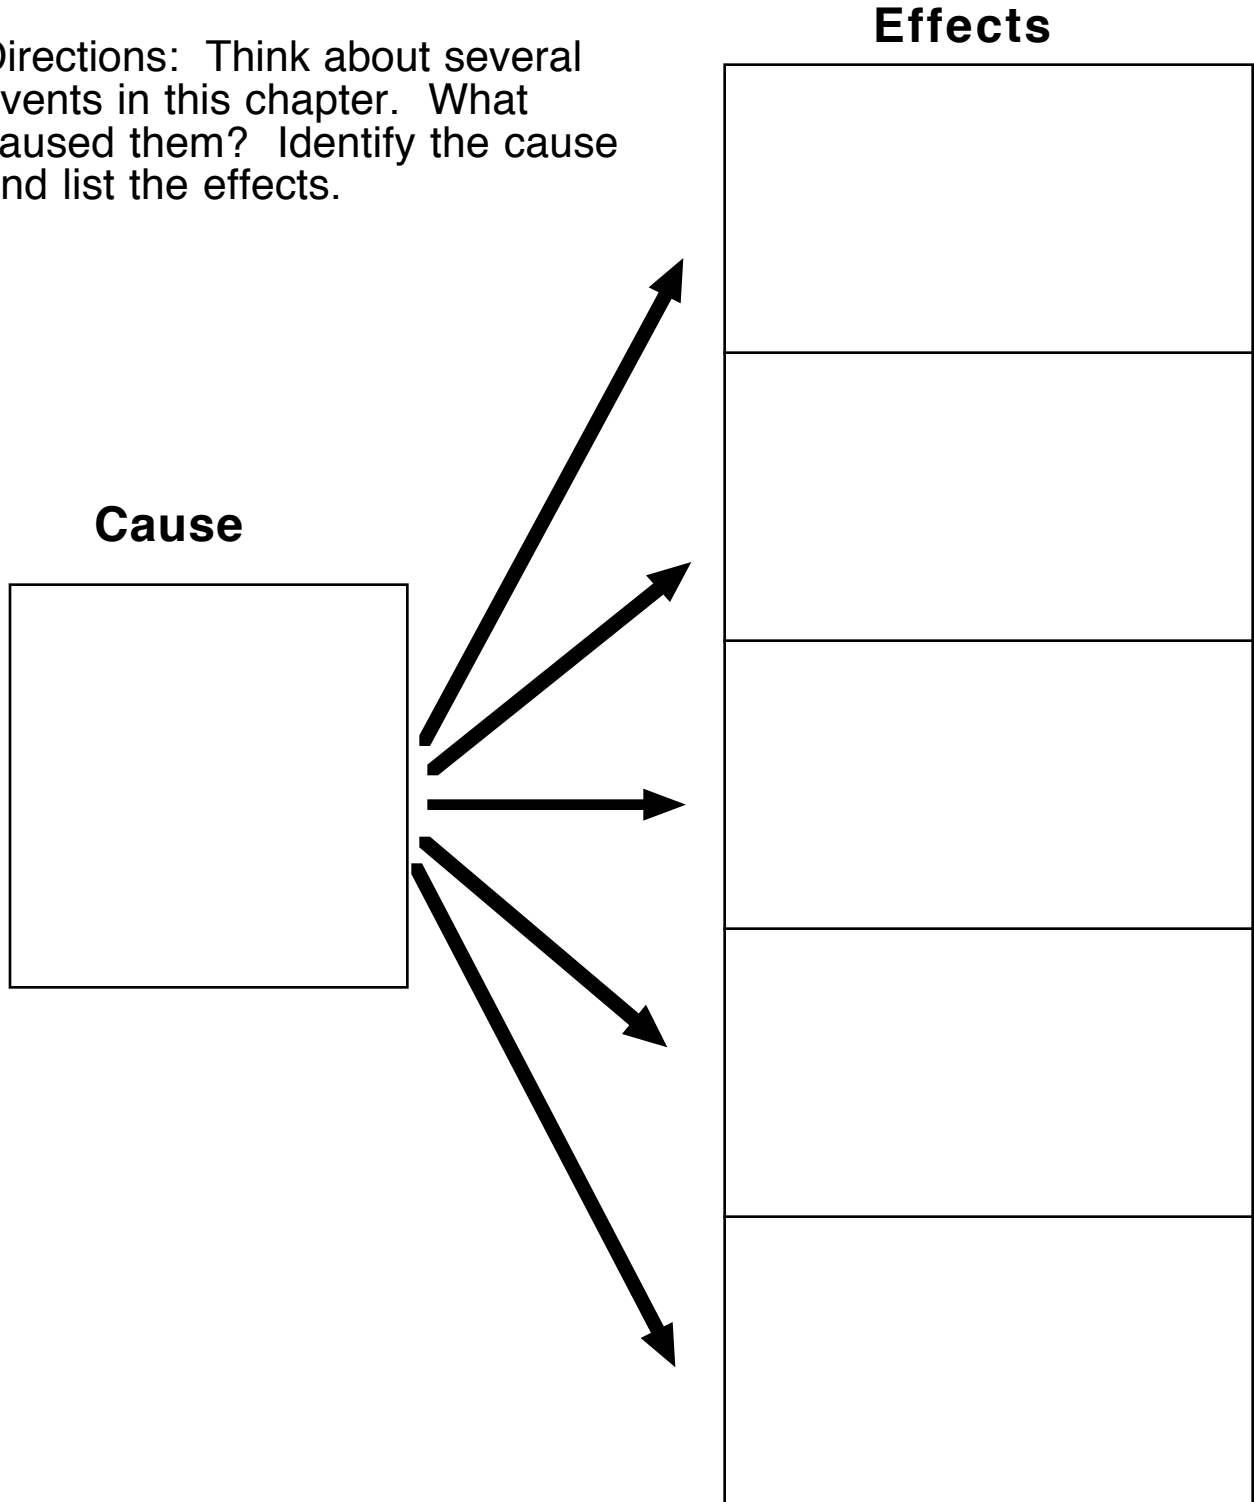 Effects
Directions: Think about several
vents in this chapter. What
aused them? Identify the cause
nd list the effects.
Cause